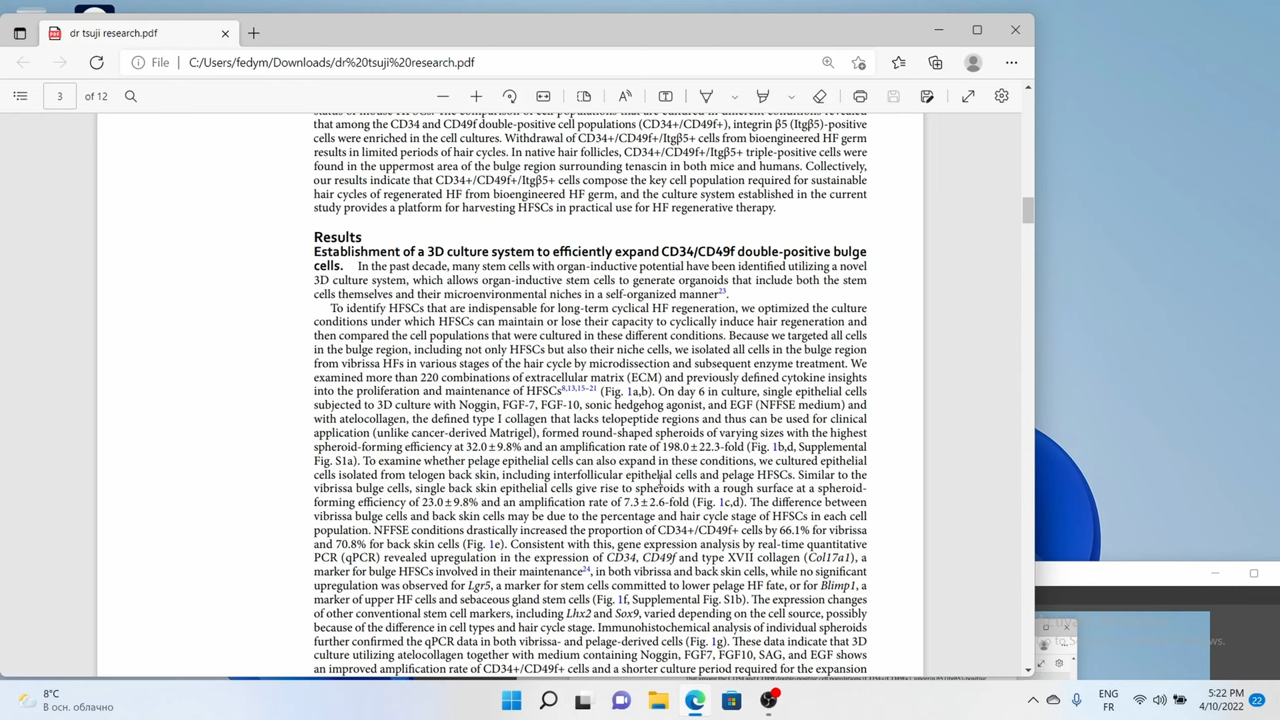 dr tsuji research.pdf
File
C:/Users/fedym/Downloads/dr%20tsuji%20research.pdf
3
of 12
that among the CD34 and CD49f double-positive cell populations (CD34+/CD49f+), integrin β5 (Itgβ5)-positive
cells were enriched in the cell cultures. Withdrawal of CD34+/CD49f+/Itgβ5+ cells from bioengineered HF germ
results in limited periods of hair cycles. In native hair follicles, CD34+/CD49f+/Itgβ5+ triple-positive cells were
found in the uppermost area of the bulge region surrounding tenascin in both mice and humans. Collectively,
our results indicate that CD34+/CD49f+/Itgβ5+ cells compose the key cell population required for sustainable
hair cycles of regenerated HF from bioengineered HF germ, and the culture system established in the current
study provides a platform for harvesting HFSCs in practical use for HF regenerative therapy.
Results
Establishment of a 3D culture system to efficiently expand CD34/CD49f double-positive bulge
cells. In the past decade, many stem cells with organ-inductive potential have been identified utilizing a novel
3D culture system, which allows organ-inductive stem cells to generate organoids that include both the stem
cells themselves and their microenvironmental niches in a self-organized manner23.
To identify HFSCs that are indispensable for long-term cyclical HF regeneration, we optimized the culture
conditions under which HFSCs can maintain or lose their capacity to cyclically induce hair regeneration and
then compared the cell populations that were cultured in these different conditions. Because we targeted all cells
in the bulge region, including not only HFSCs but also their niche cells, we isolated all cells in the bulge region
from vibrissa HFs in various stages of the hair cycle by microdissection and subsequent enzyme treatment. We
examined more than 220 combinations of extracellular matrix (ECM) and previously defined cytokine insights
into the proliferation and maintenance of HFSCs8,13,15–21 (Fig. 1a,b). On day 6 in culture, single epithelial cells
subjected to 3D culture with Noggin, FGF-7, FGF-10, sonic hedgehog agonist, and EGF (NFFSE medium) and
with atelocollagen, the defined type I collagen that lacks telopeptide regions and thus can be used for clinical
application (unlike cancer-derived Matrigel), formed round-shaped spheroids of varying sizes with the highest
spheroid-forming efficiency at 32.0 ± 9.8% and an amplification rate of 198.0 ± 22.3-fold (Fig. 1b,d, Supplemental
Fig. S1a). To examine whether pelage epithelial cells can also expand in these conditions, we cultured epithelial
cells isolated from telogen back skin, including interfollicular epithelial cells and pelage HFSCs. Similar to the
vibrissa bulge cells, single back skin epithelial cells give rise to spheroids with a rough surface at a spheroid-
forming efficiency of 23.0 ± 9.8% and an amplification rate of 7.3 ± 2.6-fold (Fig. 1c,d). The difference between
vibrissa bulge cells and back skin cells may be due to the percentage and hair cycle stage of HFSCs in each cell
population. NFFSE conditions drastically increased the proportion of CD34+/CD49f+ cells by 66.1% for vibrissa
and 70.8% for back skin cells (Fig. 1e). Consistent with this, gene expression analysis by real-time quantitative
PCR (qPCR) revealed upregulation in the expression of CD34, CD49f and type XVII collagen (Col17a1), a
marker for bulge HFSCs involved in their maintenance24, in both vibrissa and back skin cells, while no significant
upregulation was observed for Lgr5, a marker for stem cells committed to lower pelage HF fate, or for Blimp1, a
marker of upper HF cells and sebaceous gland stem cells (Fig. 1f, Supplemental Fig. S1b). The expression changes
of other conventional stem cell markers, including Lhx2 and Sox9, varied depending on the cell source, possibly
because of the difference in cell types and hair cycle stage. Immunohistochemical analysis of individual spheroids
further confirmed the qPCR data in both vibrissa- and pelage-derived cells (Fig. 1g). These data indicate that 3D
culture utilizing atelocollagen together with medium containing Noggin, FGF7, FGF10, SAG, and EGF shows
an improved amplification rate of CD34+/CD49f+ cells and a shorter culture period required for the expansion
8°C
В осн. облачно
ENG
FR
5:22 PM
4/10/2022
22